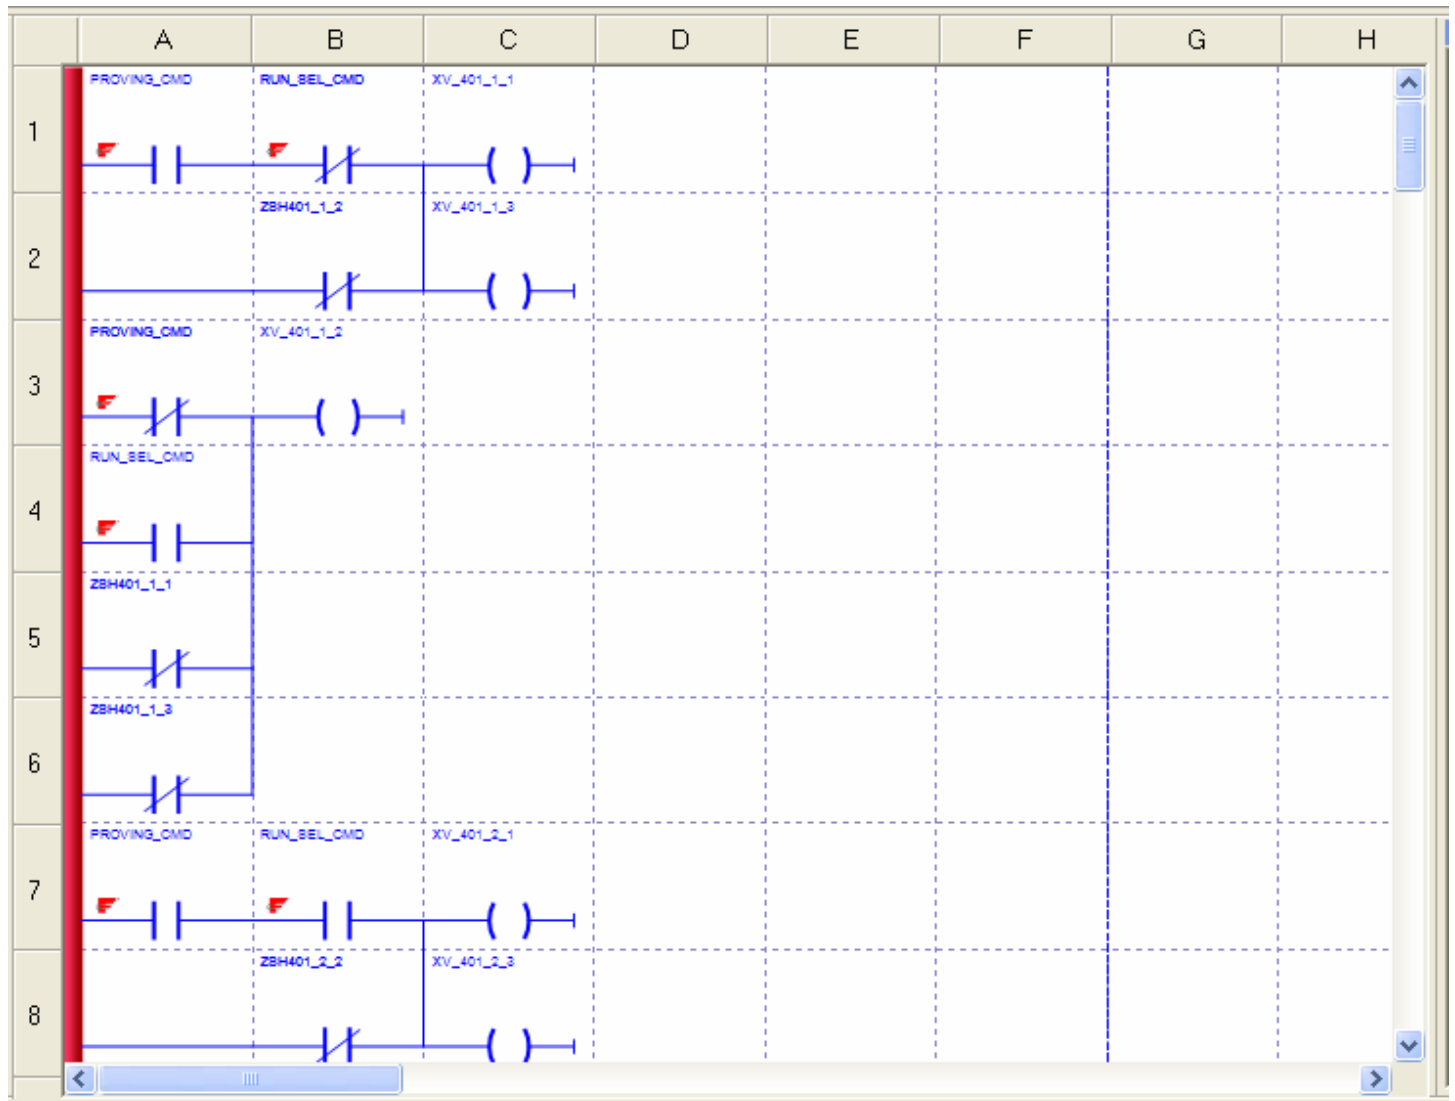 A B C D E F G H
1
PROVING_CMD RUN_SEL_CMD XV_401_1_1
2
ZSH401_1_2 XV_401_1_3
3
PROVING_CMD XV_401_1_2
4
RUN_SEL_CMD
5
ZSH401_1_1
6
ZSH401_1_3
7
PROVING_CMD RUN_SEL_CMD XV_401_2_1
8
ZSH401_2_2 XV_401_2_3